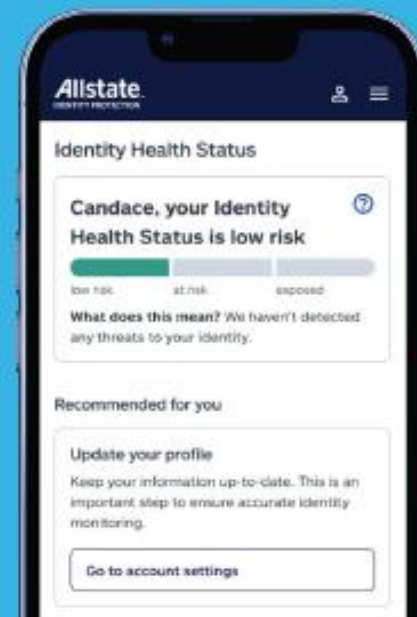 Allstate
IDENTITY PROTECTION
Identity Health Status
Candace, your Identity
Health Status is low risk
low risk at risk exposed
What does this mean? We haven't detected
any threats to your identity.
Recommended for you
Update your profile
Keep your information up-to-date. This is an
important step to ensure accurate identity
monitoring.
Go to account settings